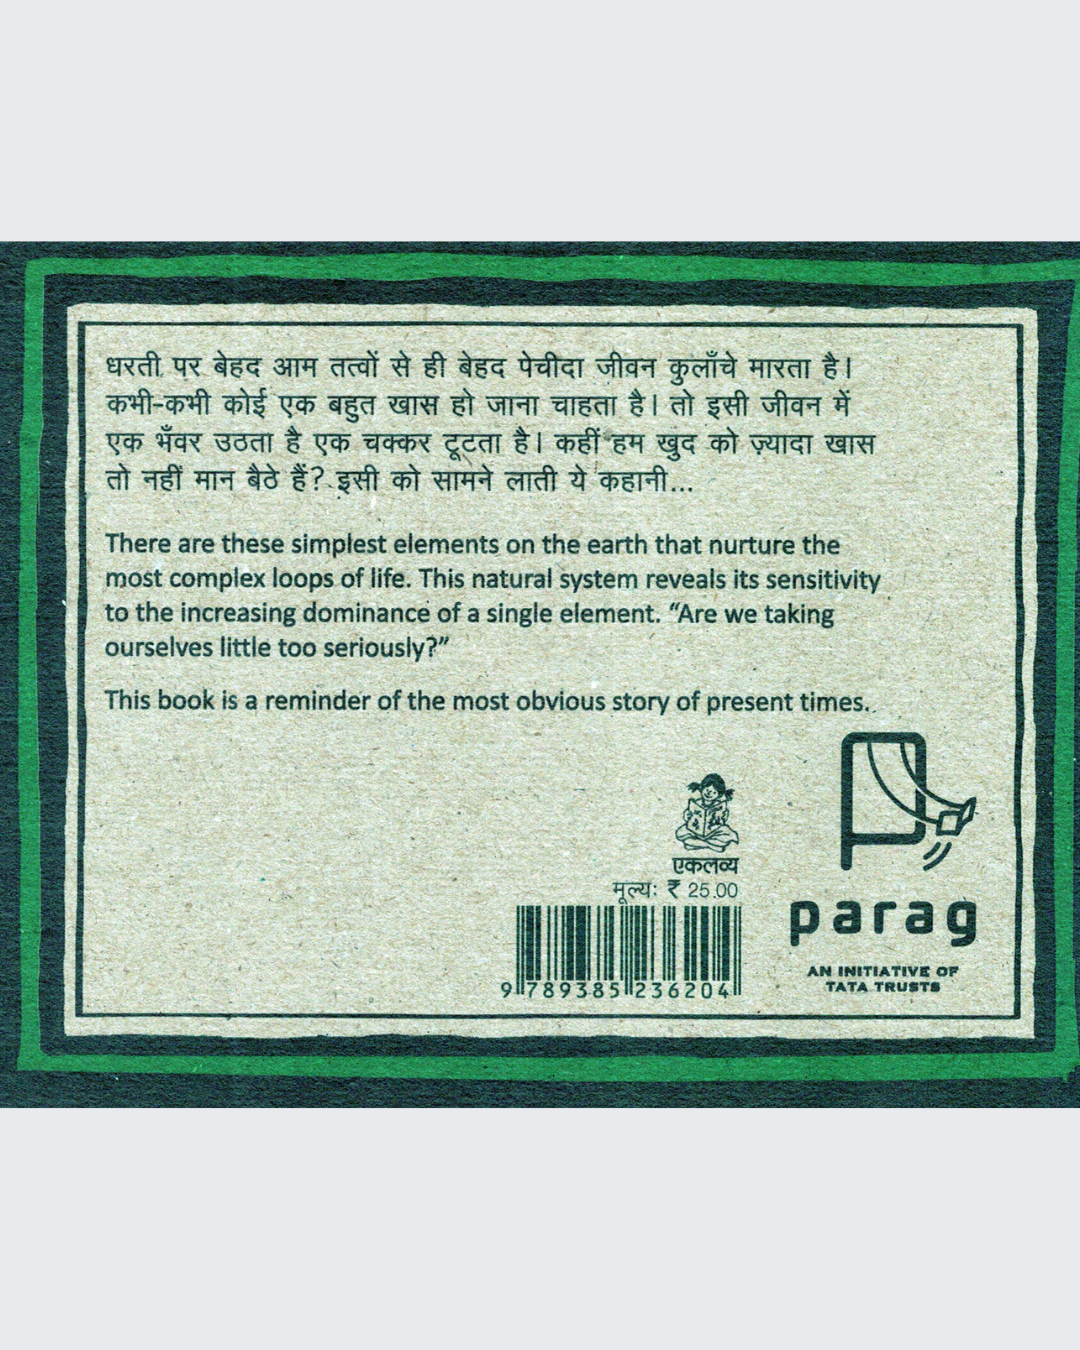 धरती पर बेहद आम तत्वों से ही बेहद पेचीदा जीवन कुलाँचे मारता है।
कभी-कभी कोई एक बहुत खास हो जाना चाहता है। तो इसी जीवन में
एक भँवर उठता है एक चक्कर टूटता है। कहीं हम खुद को ज़्यादा खास
तो नहीं मान बैठे हैं? इसी को सामने लाती ये कहानी...
There are these simplest elements on the earth that nurture the
most complex loops of life. This natural system reveals its sensitivity
to the increasing dominance of a single element. “Are we taking
ourselves little too seriously?”
This book is a reminder of the most obvious story of present times.
एकलव्य
मूल्यः ₹ 25.00
9 789385 236204
parag
AN INITIATIVE OF
TATA TRUSTS